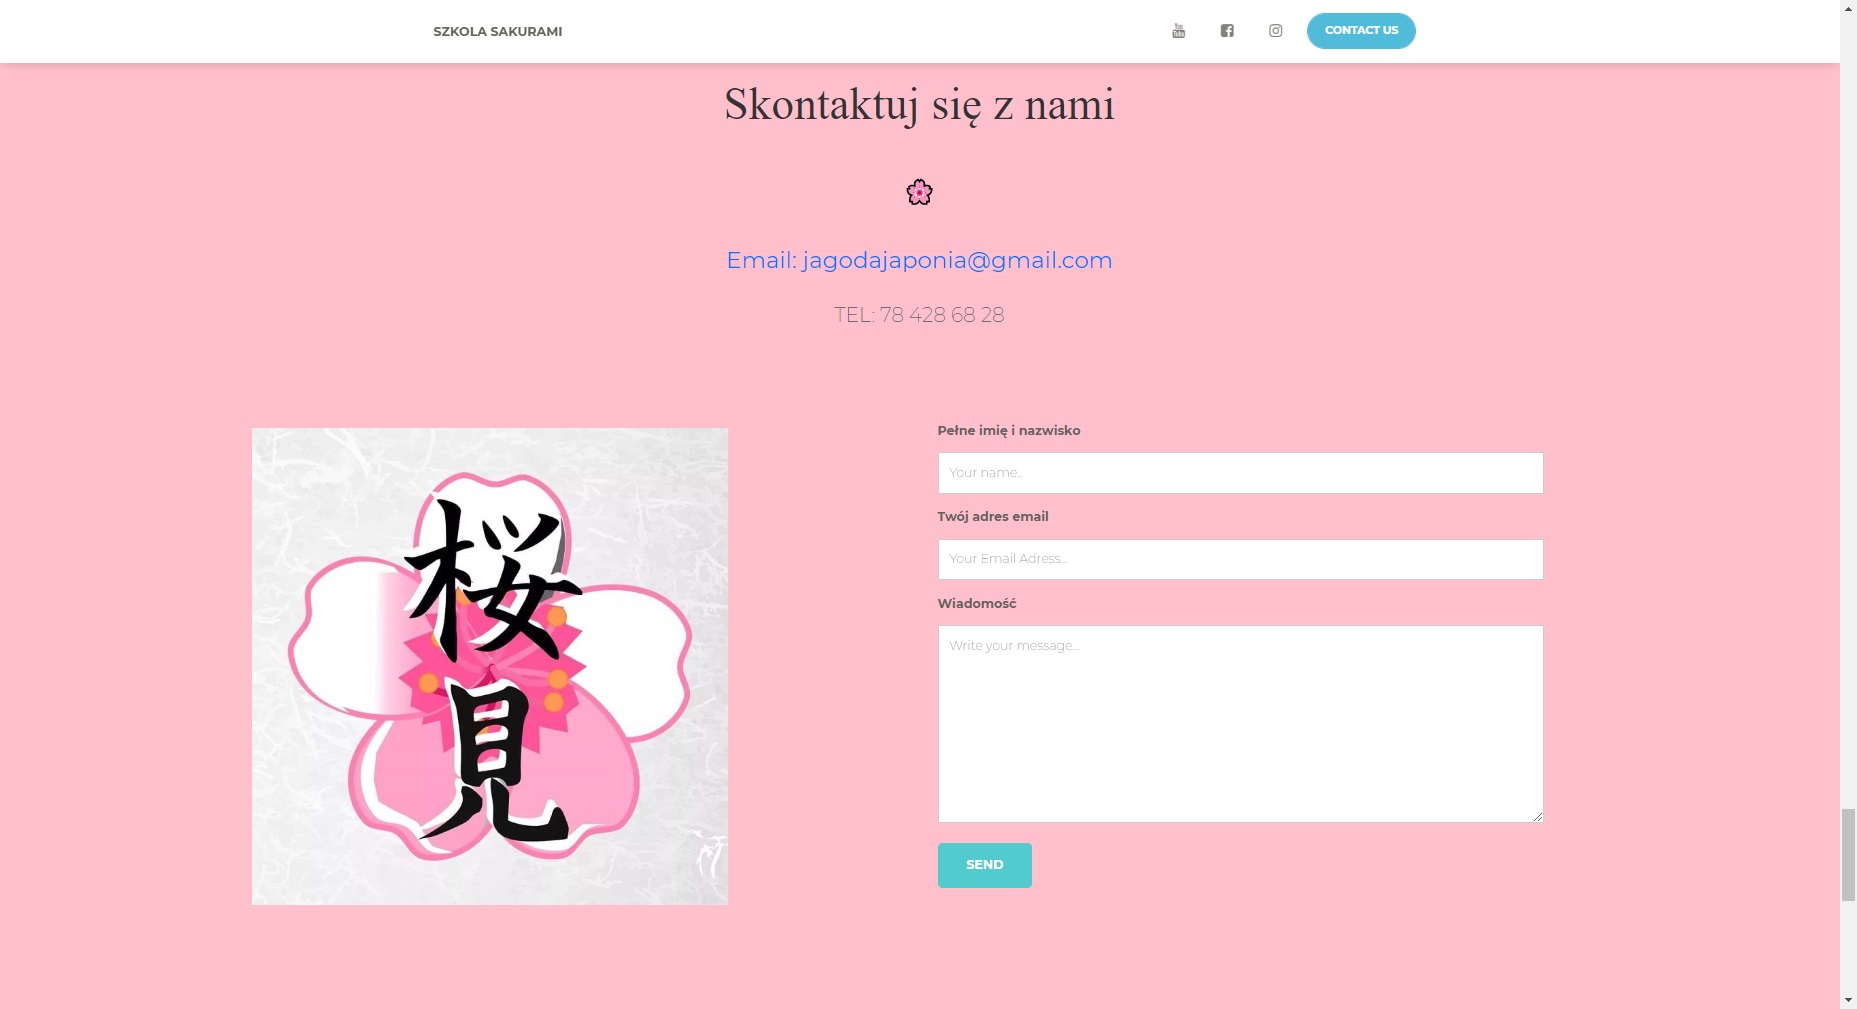 SZKOLA SAKURAMI
CONTACT US
Skontaktuj się z nami
Email: jagodajaponia@gmail.com
TEL: 78 428 68 28
桜
見
Pełne imię i nazwisko
Your name..
Twój adres email
Your Email Adress...
Wiadomość
Write your message...
SEND